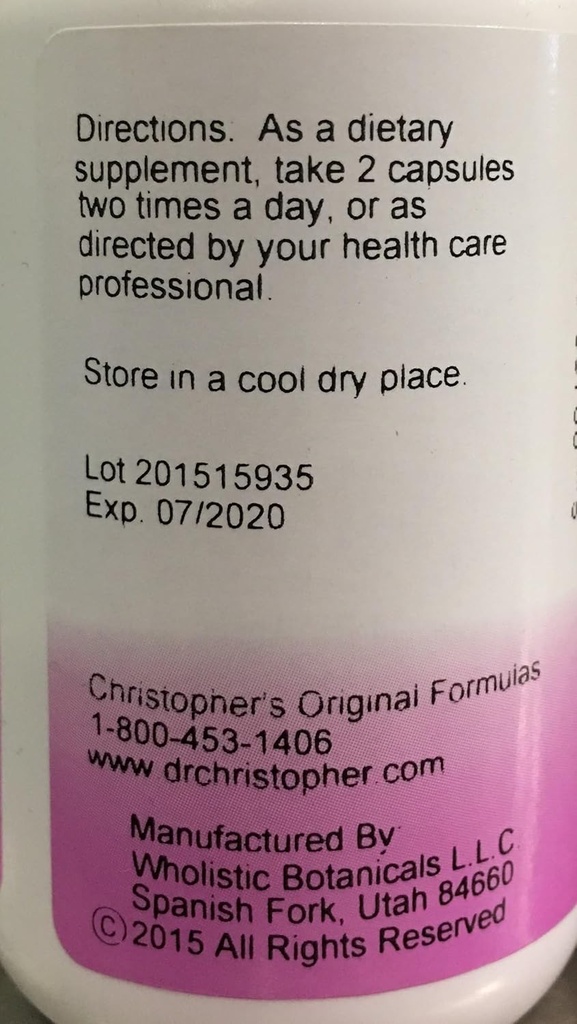 Directions. As a dietary
supplement, take 2 capsules
two times a day, or as
directed by your health care
professional.
Store in a cool dry place.
Lot 201515935
Exp. 07/2020
Christopher's Original Formulas
1-800-453-1406
www.drchristopher.com
Manufactured By
Wholistic Botanicals L.L.C.
Spanish Fork, Utah 84660
©2015 All Rights Reserved